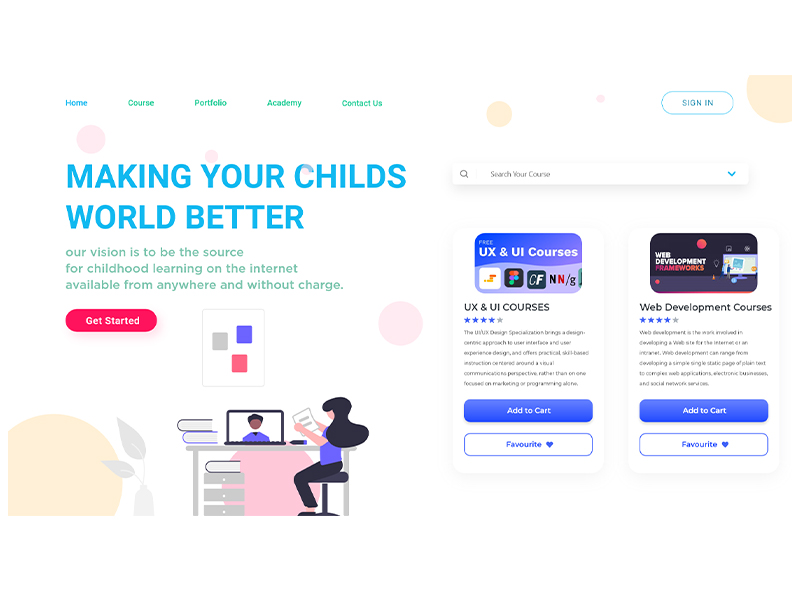 Home
Course
Portfolio
Academy
Contact Us
SIGN IN
MAKING YOUR CHILDS
WORLD BETTER
our vision is to be the source
for childhood learning on the internet
available from anywhere and without charge.
Get Started
Search Your Course
FREE
UX & UI Courses
CF
NN/g
UX & UI COURSES
The UI/UX Design Specialization brings a design-
centric approach to user interface and user
experience design, and offers practical, skill-based
instruction centered around a visual
communications perspective, rather than on one
focused on marketing or programming alone.
Add to Cart
Favourite
WEB
DEVELOPMENT
FRAMEWORKS
Web Development Courses
Web development is the work involved in
developing a Web site for the Internet or an
intranet. Web development can range from
developing a simple single static page of plain text
to complex web applications, electronic businesses,
and social network services.
Add to Cart
Favourite